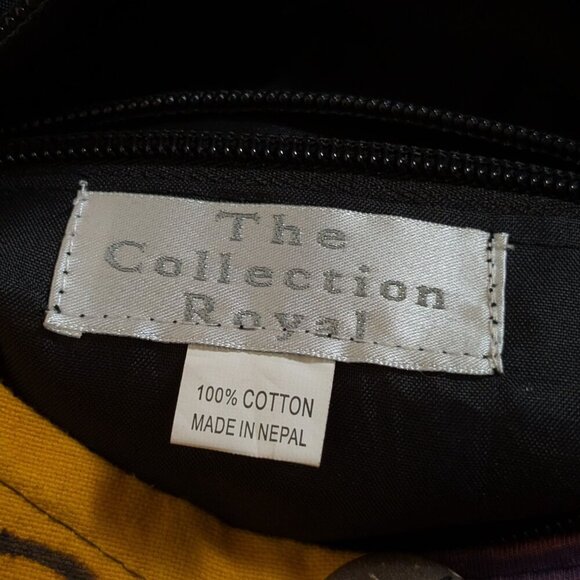 The
Collection
Royal
100% COTTON
MADE IN NEPAL